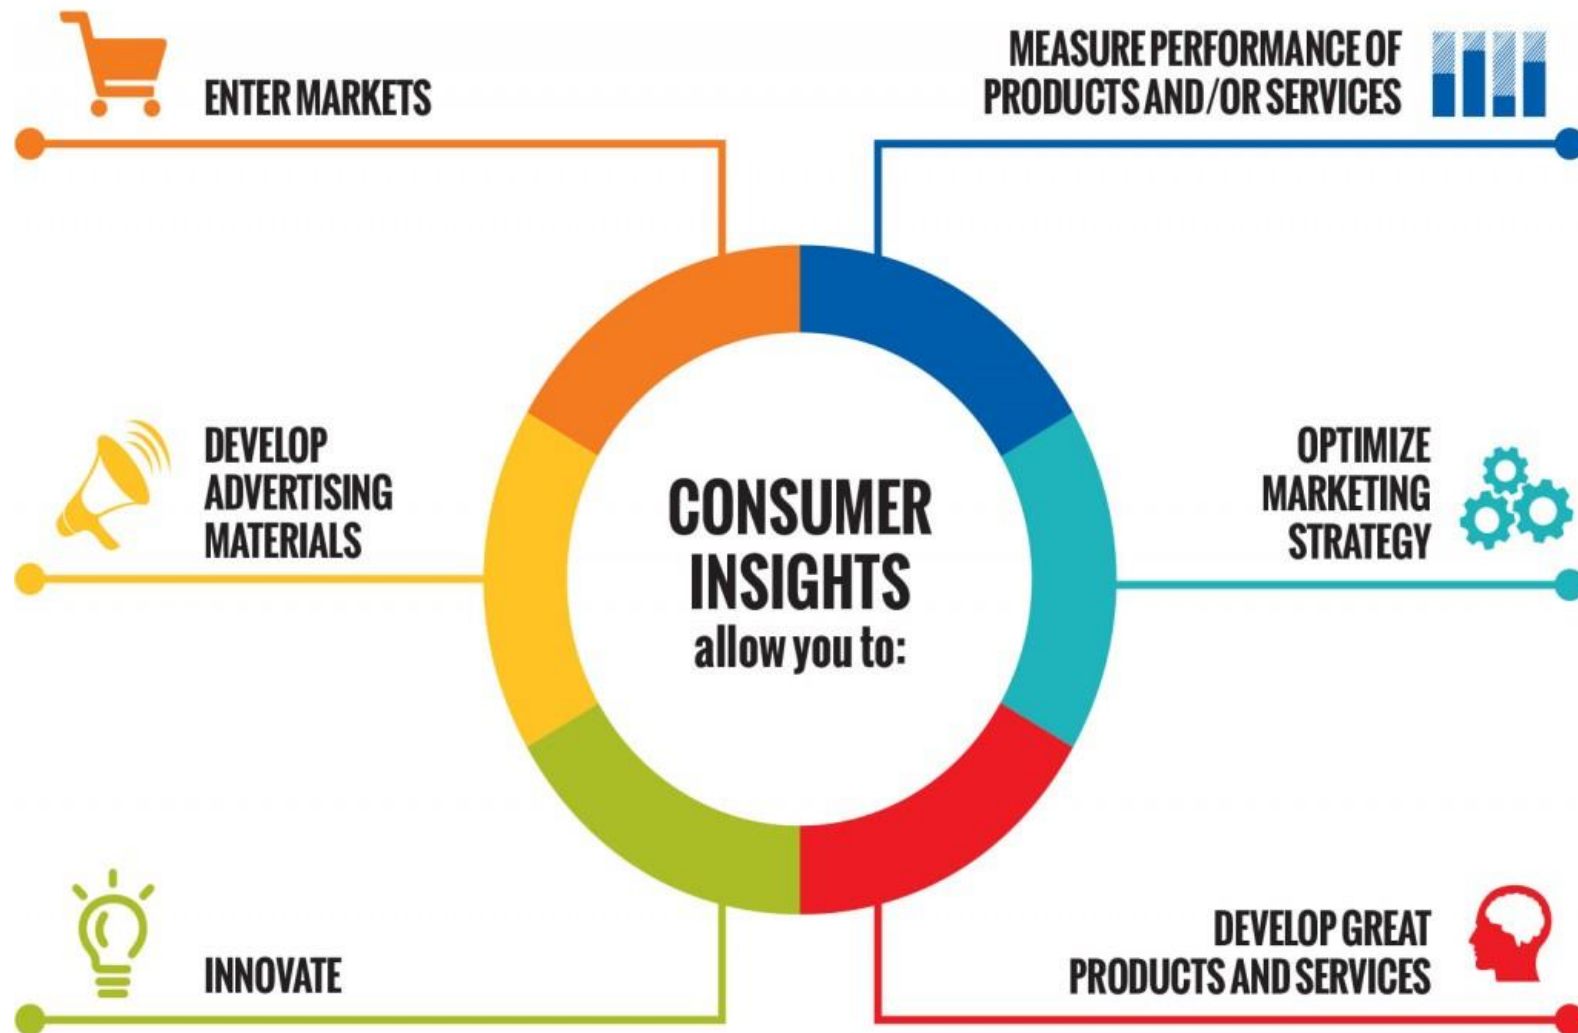 ENTER MARKETS
MEASURE PERFORMANCE OF
PRODUCTS AND/OR SERVICES
DEVELOP
ADVERTISING
MATERIALS
CONSUMER
INSIGHTS
allow you to:
OPTIMIZE
MARKETING
STRATEGY
INNOVATE
DEVELOP GREAT
PRODUCTS AND SERVICES